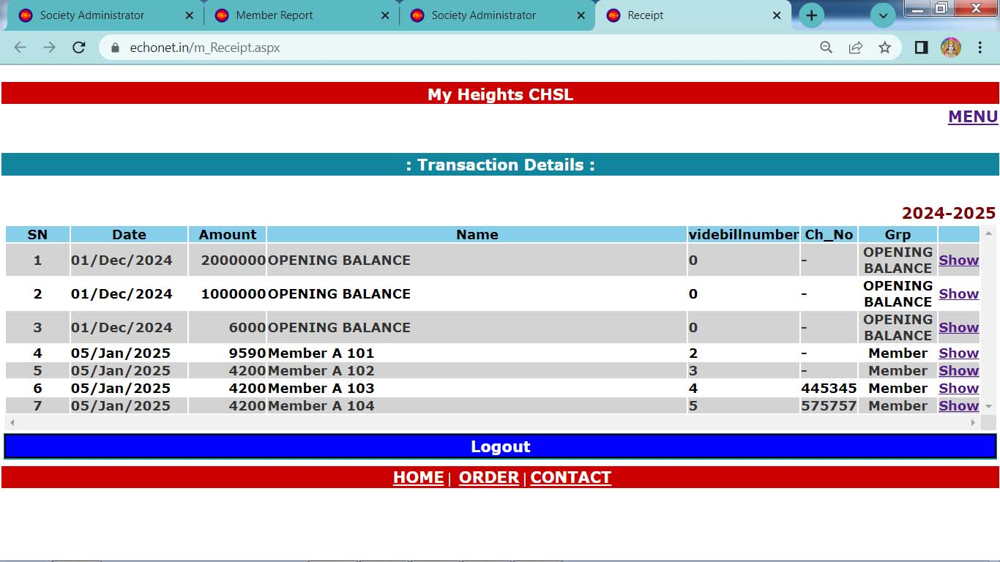 Society Administrator Member Report Society Administrator Receipt
echonet.in/m_Receipt.aspx
My Heights CHSL
MENU
: Transaction Details :
2024-2025
SN Date Amount Name videbillnumber Ch_No Grp
1 01/Dec/2024 2000000 OPENING BALANCE 0 - OPENING BALANCE Show
2 01/Dec/2024 1000000 OPENING BALANCE 0 - OPENING BALANCE Show
3 01/Dec/2024 6000 OPENING BALANCE 0 - OPENING BALANCE Show
4 05/Jan/2025 9590 Member A 101 2 - Member Show
5 05/Jan/2025 4200 Member A 102 3 - Member Show
6 05/Jan/2025 4200 Member A 103 4 445345 Member Show
7 05/Jan/2025 4200 Member A 104 5 575757 Member Show
Logout
HOME | ORDER | CONTACT